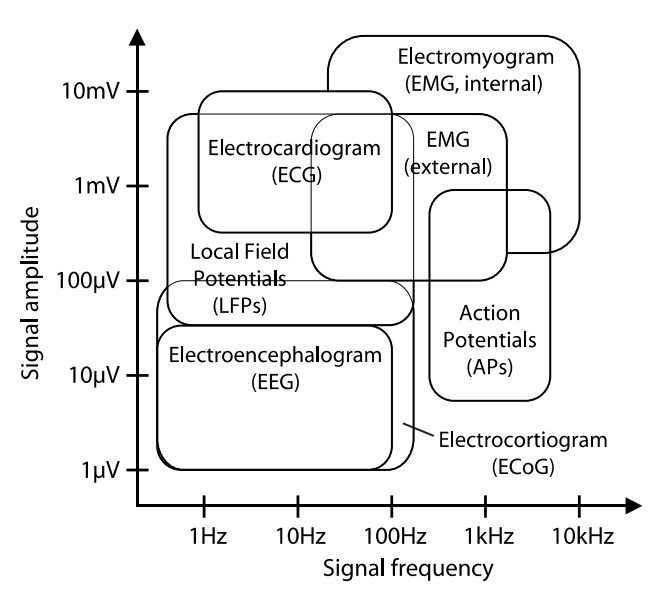 Electromyogram
(EMG, internal)
10mV
Electrocardiogram
(ECG)
EMG
(external)
1mV
Signal amplitude
Local Field
Potentials
(LFPs)
100μV
Action
Potentials
(APs)
Electroencephalogram
(EEG)
10μV
Electrocortiogram
(ECoG)
1μV
1Hz 10Hz 100Hz 1kHz 10kHz
Signal frequency